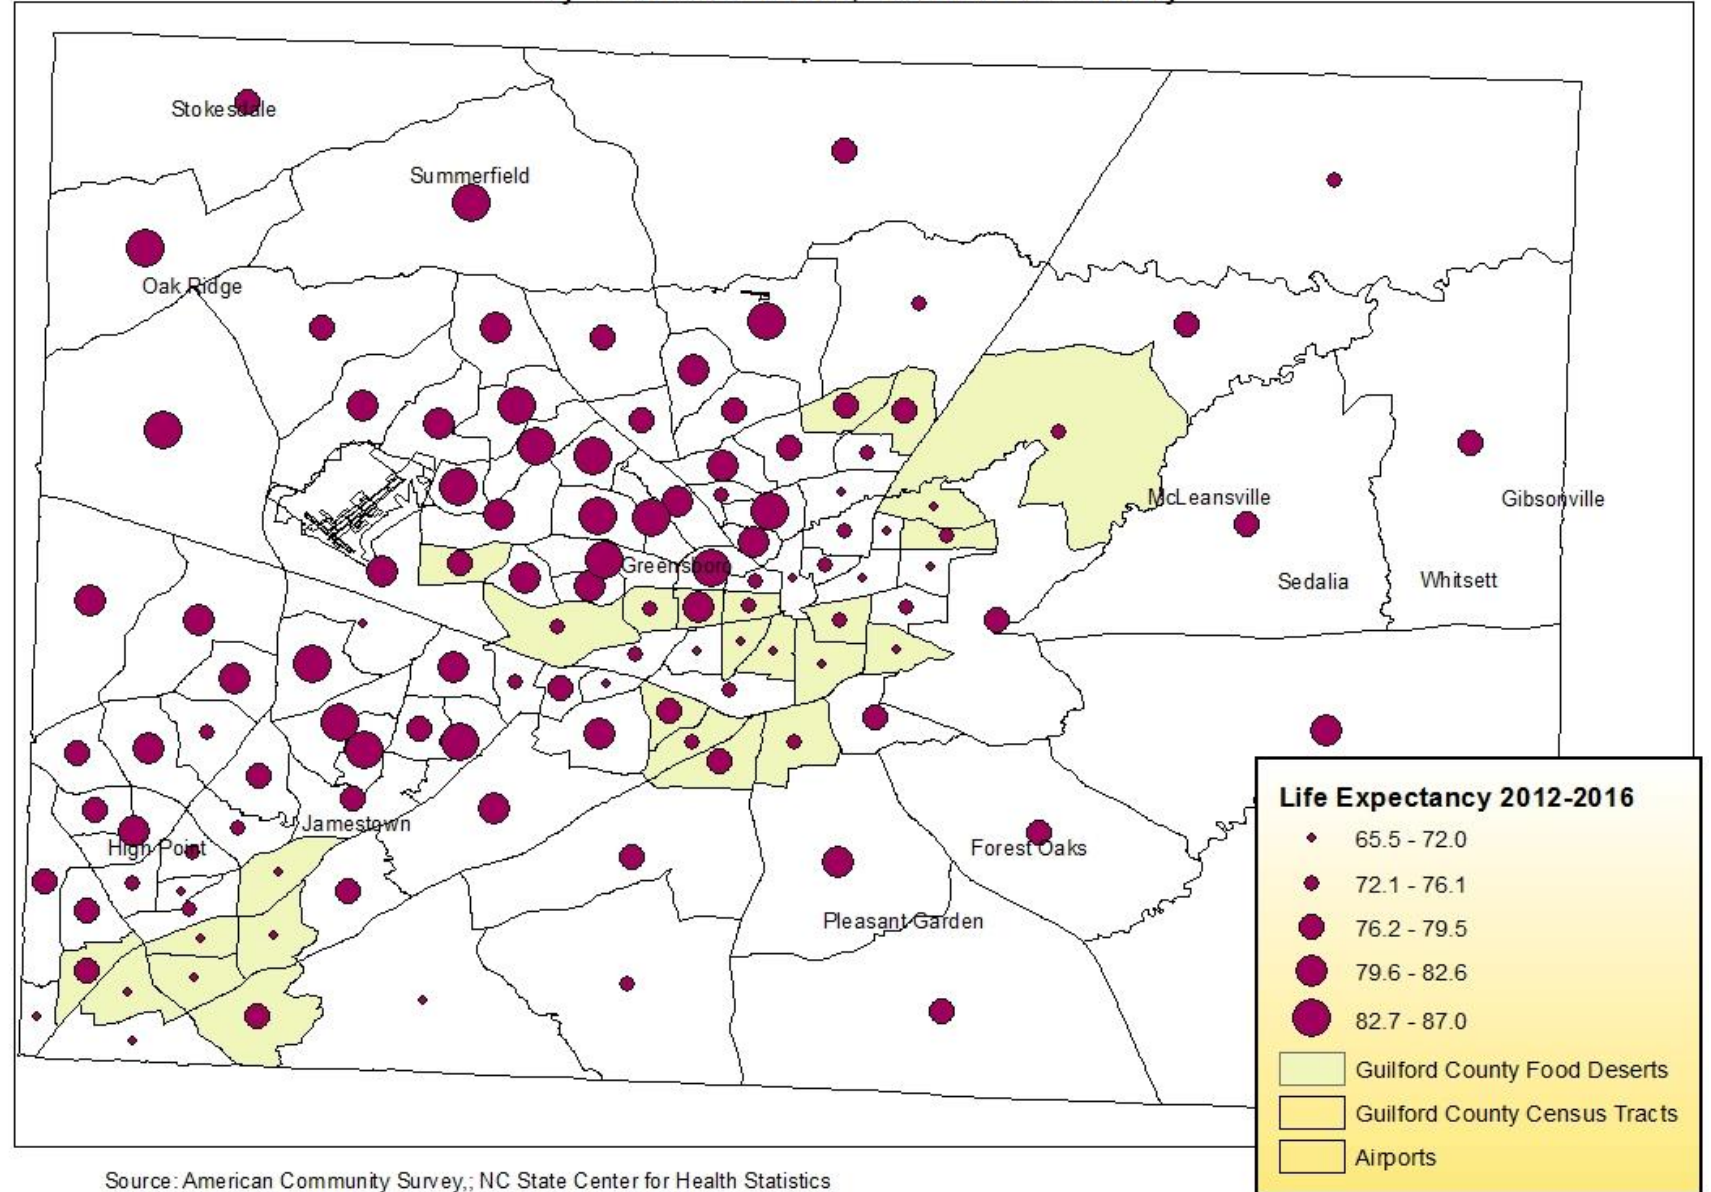 Stokesdale
Summerfield
Oak Ridge
McLeansville
Gibsonville
Greensboro
Sedalia
Whitsett
Jamestown
High Point
Forest Oaks
Pleasant Garden
Life Expectancy 2012-2016
65.5 - 72.0
72.1 - 76.1
76.2 - 79.5
79.6 - 82.6
82.7 - 87.0
Guilford County Food Deserts
Guilford County Census Tracts
Airports
Source: American Community Survey,; NC State Center for Health Statistics